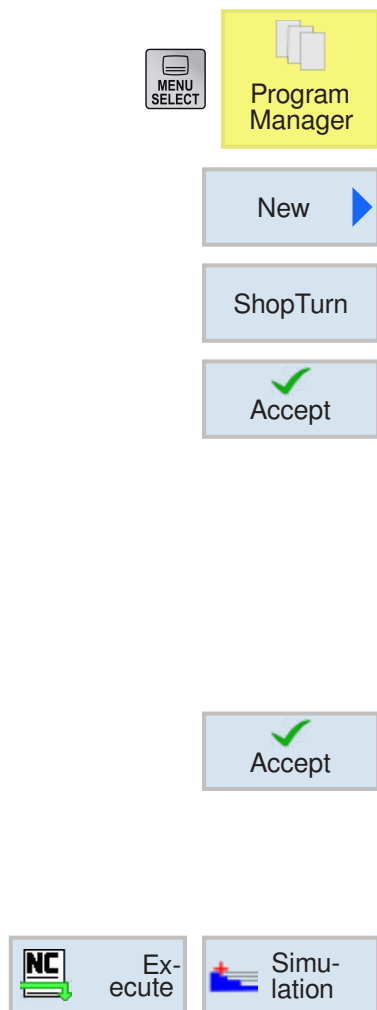 MENU
SELECT
Program
Manager
New
ShopTurn
Accept
Accept
NC
Ex-
ecute
Simu-
lation